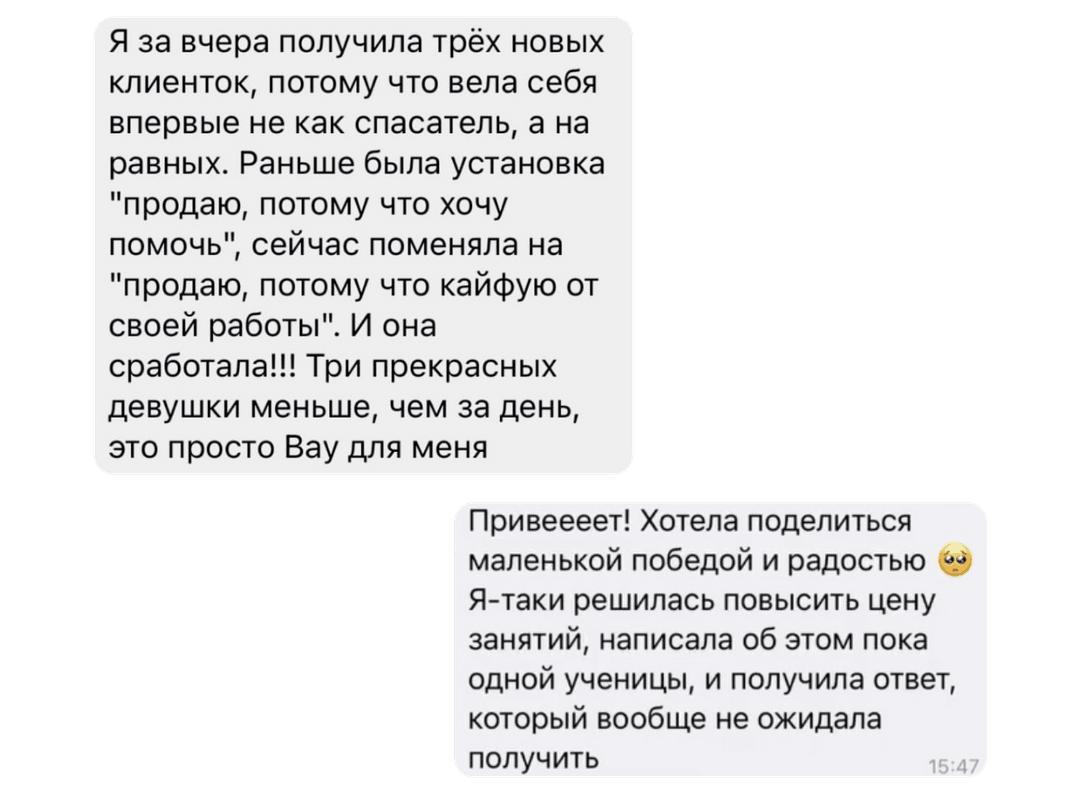 Я за вчера получила трёх новых
клиенток, потому что вела себя
впервые не как спасатель, а на
равных. Раньше была установка
"продаю, потому что хочу
помочь", сейчас поменяла на
"продаю, потому что кайфую от
своей работы". И она
сработала!!! Три прекрасных
девушки меньше, чем за день,
это просто Вау для меня
Привеееет! Хотела поделиться
маленькой победой и радостью 🥺
Я-таки решилась повысить цену
занятий, написала об этом пока
одной ученицы, и получила ответ,
который вообще не ожидала
получить
15:47